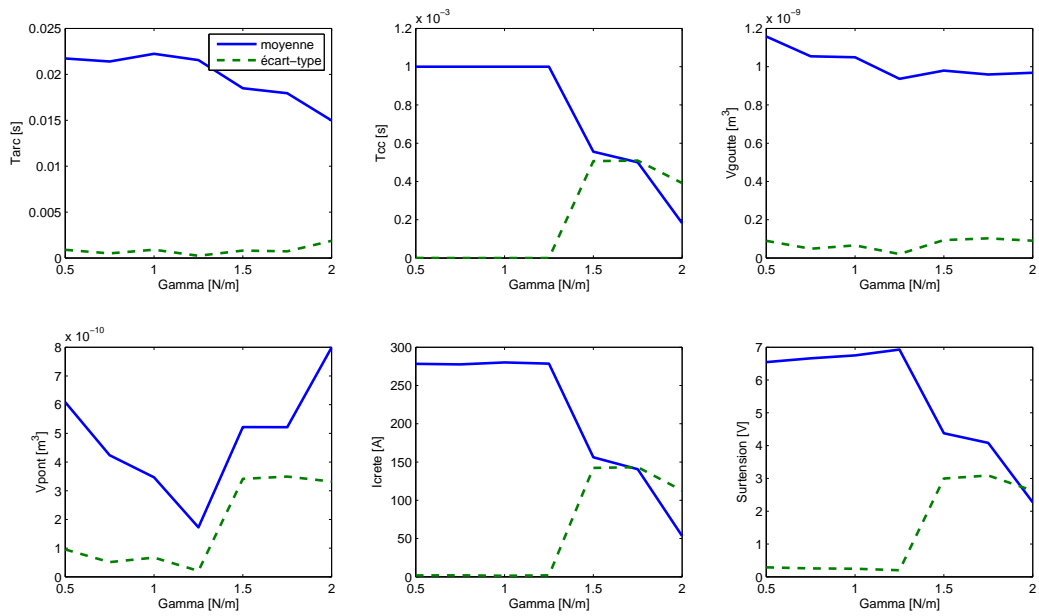 0.025
0.02
0.015
0.01
0.005
0
Tarc [s]
0.5 1 1.5 2
Gamma [N/m]
moyenne
écart−type
x 10−3
1.2
1
0.8
0.6
0.4
0.2
0
Tcc [s]
0.5 1 1.5 2
Gamma [N/m]
x 10−9
1.2
1
0.8
0.6
0.4
0.2
0
Vgoutte [m3]
0.5 1 1.5 2
Gamma [N/m]
x 10−10
8
7
6
5
4
3
2
1
0
Vpont [m3]
0.5 1 1.5 2
Gamma [N/m]
300
250
200
150
100
50
0
Icrete [A]
0.5 1 1.5 2
Gamma [N/m]
7
6
5
4
3
2
1
0
Surtension [V]
0.5 1 1.5 2
Gamma [N/m]